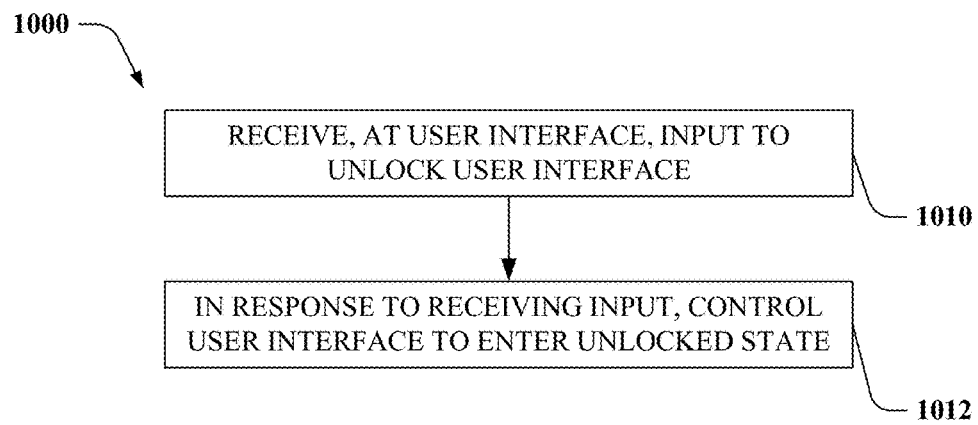 1000
RECEIVE, AT USER INTERFACE, INPUT TO
UNLOCK USER INTERFACE
1010
IN RESPONSE TO RECEIVING INPUT, CONTROL
USER INTERFACE TO ENTER UNLOCKED STATE
1012